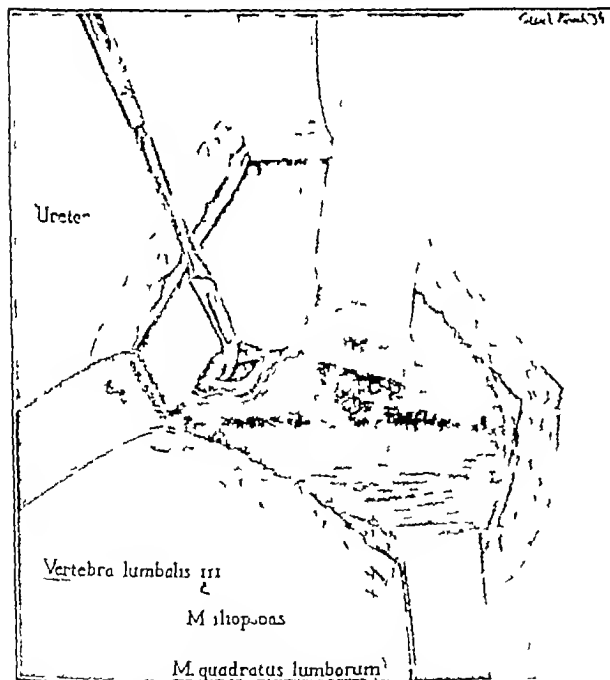 Ureter
Vertebra lumbalis III
M iliopsoas
M. quadratus lumborum